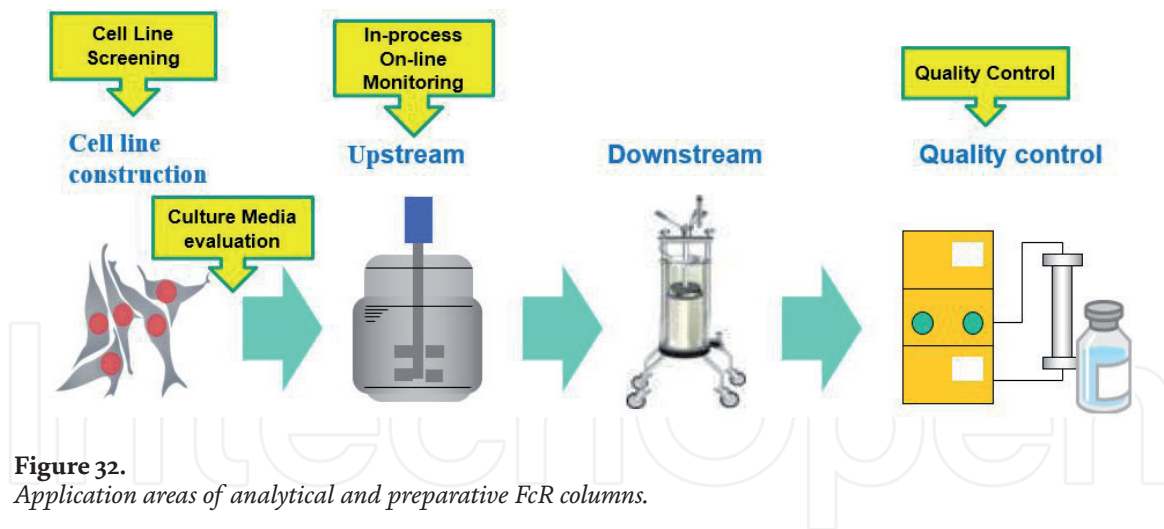 Cell Line
Screening
In-process
On-line
Monitoring
Quality Control
Cell line
construction
Upstream
Downstream
Quality control
Culture Media
evaluation
IntechOpen
Figure 32.
Application areas of analytical and preparative FcR columns.